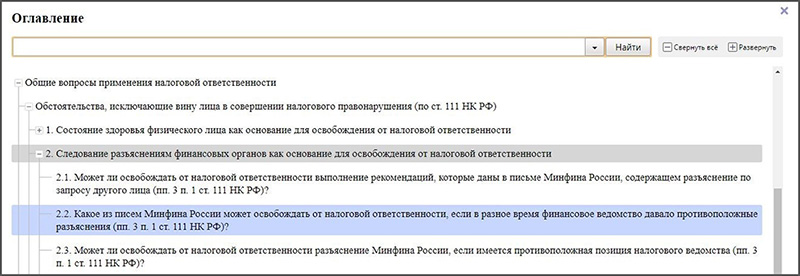 Оглавление
Найти
Свернуть всё
Развернуть
Общие вопросы применения налоговой ответственности
Обстоятельства, исключающие вину лица в совершении налогового правонарушения (по ст. 111 НК РФ)
1. Состояние здоровья физического лица как основание для освобождения от налоговой ответственности
2. Следование разъяснениям финансовых органов как основание для освобождения от налоговой ответственности
2.1. Может ли освободить от налоговой ответственности выполнение рекомендаций, которые даны в письме Минфина России, содержащем разъяснение по
запросу другого лица (пп. 3 п. 1 ст. 111 НК РФ)?
2.2. Какое из писем Минфина России может освобождать от налоговой ответственности, если в разное время финансовое ведомство давало противоположные
разъяснения (пп. 3 п. 1 ст. 111 НК РФ)?
2.3. Может ли освободить от налоговой ответственности разъяснение Минфина России, если имеется противоположная позиция налогового ведомства (пп. 3
п. 1 ст. 111 НК РФ)?